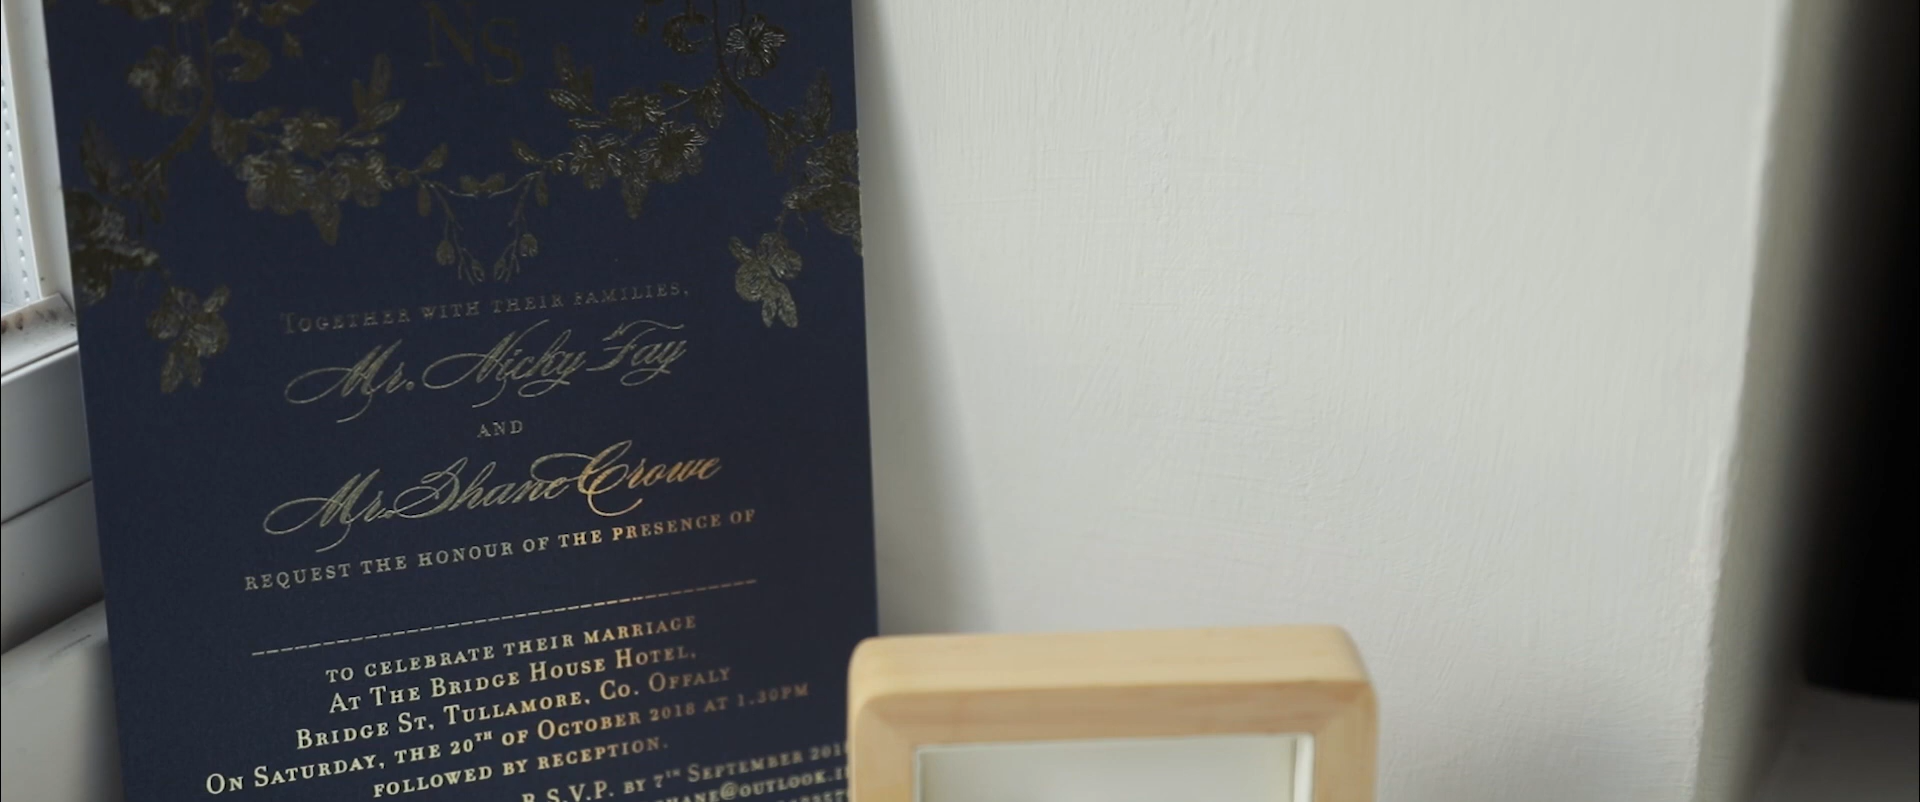 NS
TOGETHER WITH THEIR FAMILIES,
Mr. Nicky Fay
AND
Mr. Shane Crowe
REQUEST THE HONOUR OF THE PRESENCE OF
TO CELEBRATE THEIR MARRIAGE
AT THE BRIDGE HOUSE HOTEL,
BRIDGE ST, TULLAMORE, CO. OFFALY
ON SATURDAY, THE 20TH OF OCTOBER 2018 AT 1.30PM
FOLLOWED BY RECEPTION.
R.S.V.P. BY 7TH SEPTEMBER